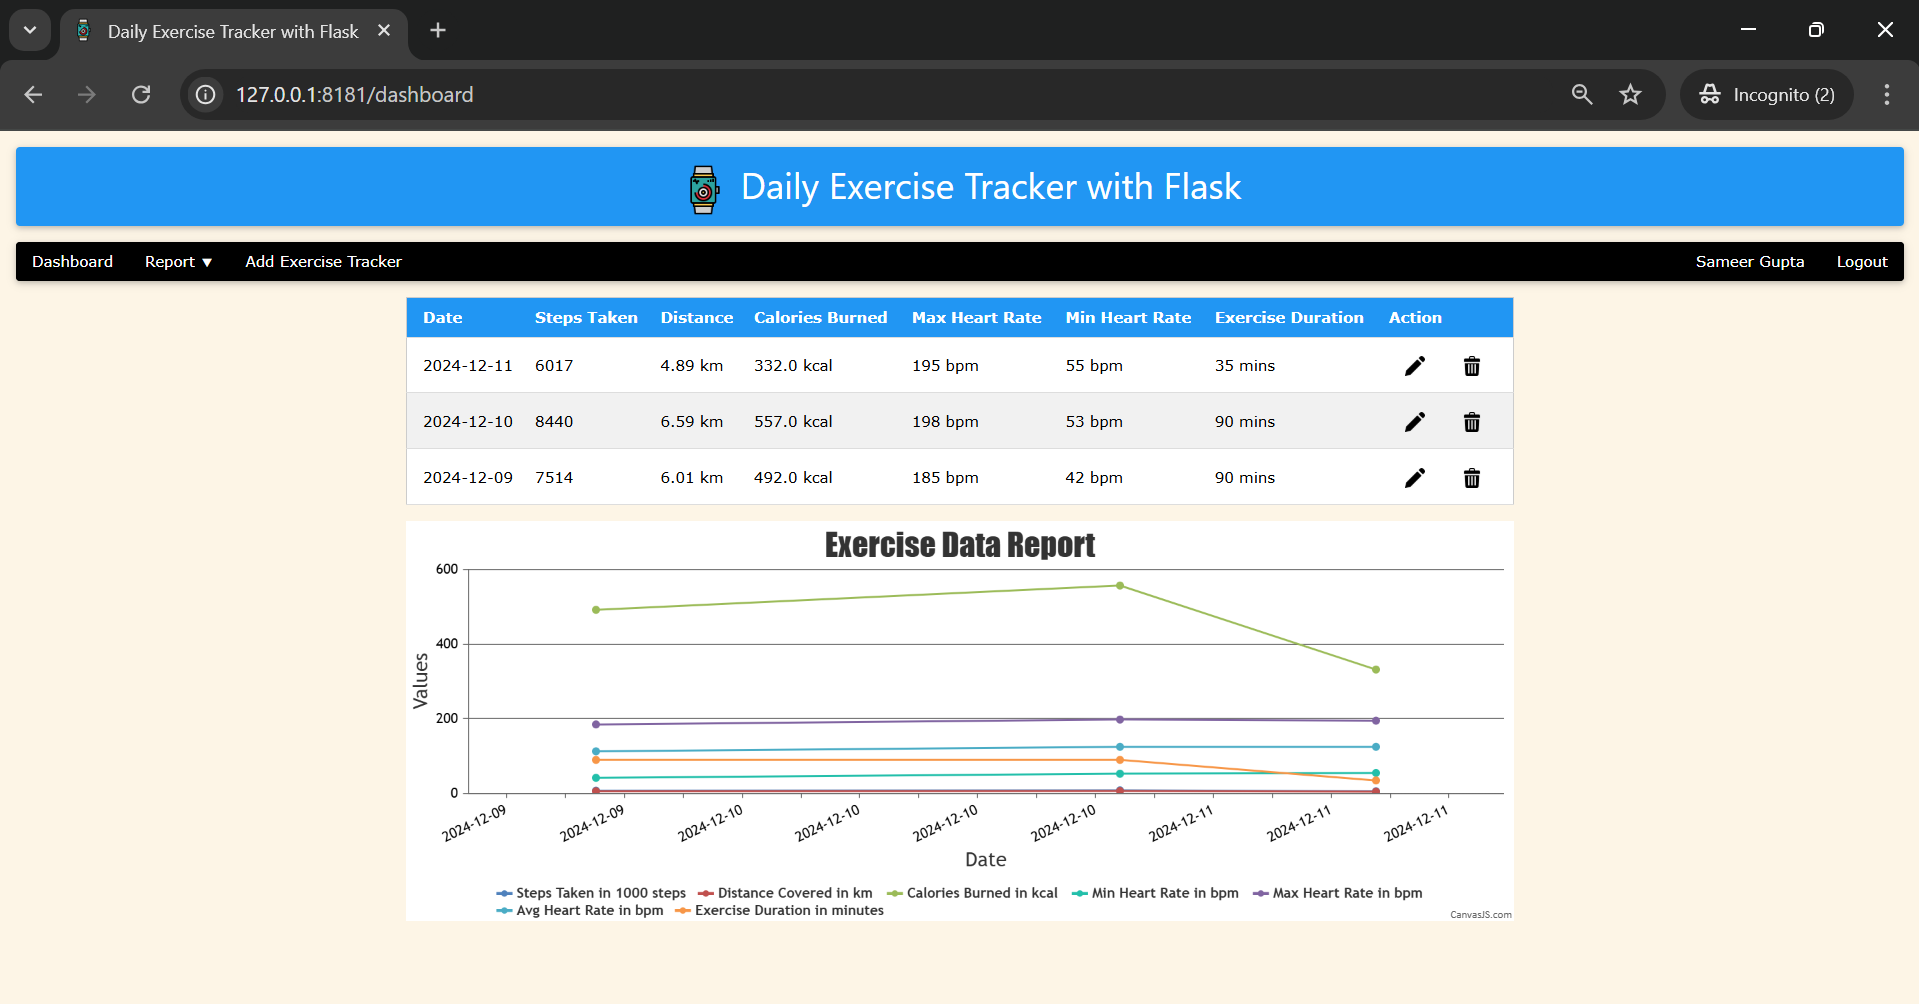 Daily Exercise Tracker with Flask
127.0.0.1:8181/dashboard
Incognito (2)
Daily Exercise Tracker with Flask
Dashboard Report ▼ Add Exercise Tracker Sameer Gupta Logout
Date Steps Taken Distance Calories Burned Max Heart Rate Min Heart Rate Exercise Duration Action
2024-12-11 6017 4.89 km 332.0 kcal 195 bpm 55 bpm 35 mins
2024-12-10 8440 6.59 km 557.0 kcal 198 bpm 53 bpm 90 mins
2024-12-09 7514 6.01 km 492.0 kcal 185 bpm 42 bpm 90 mins
Exercise Data Report
600
400
200
0
Values
2024-12-09 2024-12-09 2024-12-10 2024-12-10 2024-12-10 2024-12-10 2024-12-11 2024-12-11 2024-12-11
Date
Steps Taken in 1000 steps Distance Covered in km Calories Burned in kcal Min Heart Rate in bpm Max Heart Rate in bpm
Avg Heart Rate in bpm Exercise Duration in minutes
CanvasJS.com